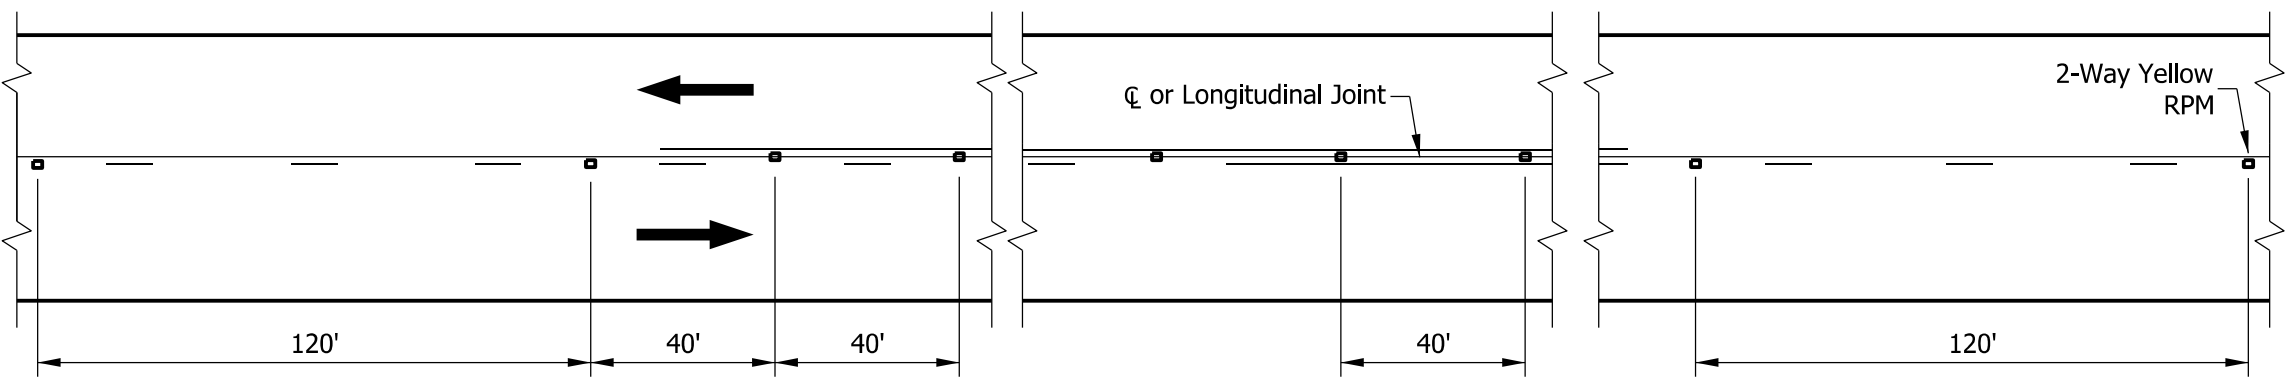 2-Way Yellow
RPM
℄ or Longitudinal Joint
120'
40'
40'
40'
120'